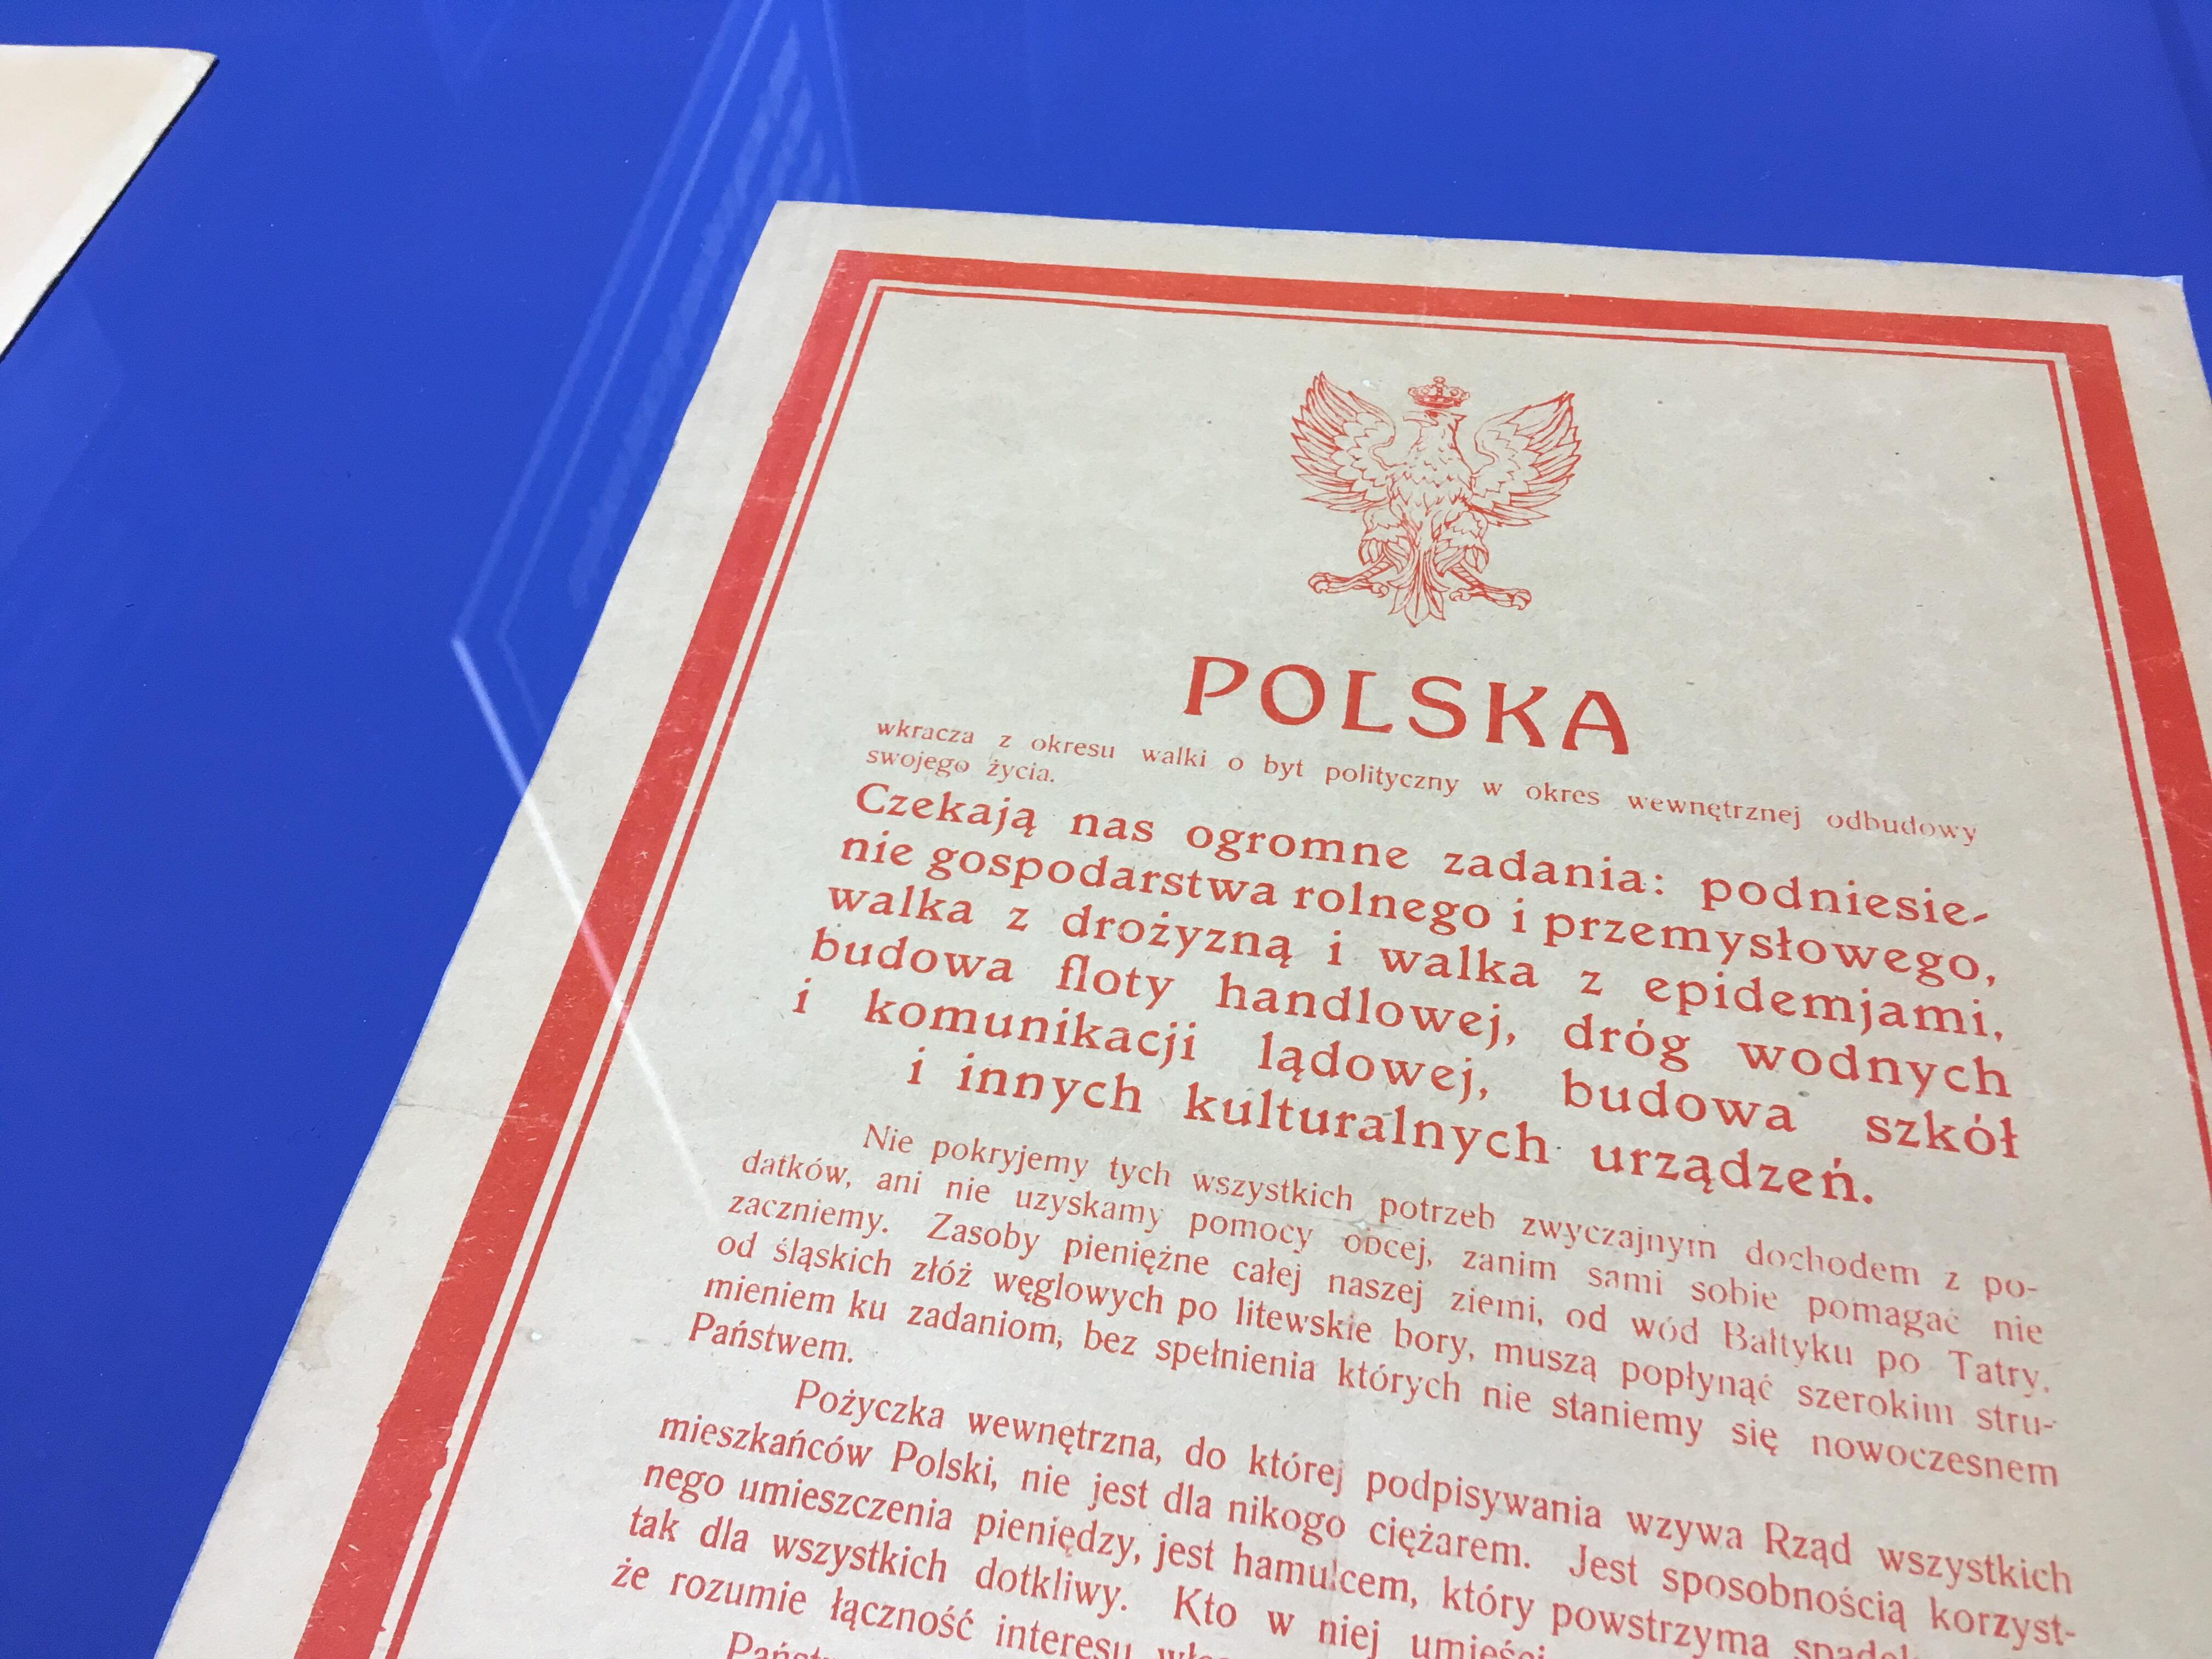 POLSKA
wkracza z okresu walki o byt polityczny w okres wewnętrznej odbudowy
swojego życia.
Czekają nas ogromne zadania: podniesie-
nie gospodarstwa rolnego i przemysłowego,
walka z drożyzną i walka z epidemjami,
budowa floty handlowej, dróg wodnych
i komunikacji lądowej, budowa szkół
i innych kulturalnych urządzeń.
Nie pokryjemy tych wszystkich potrzeb zwyczajnym dochodem z po-
datków, ani nie uzyskamy pomocy obcej, zanim sami sobie pomagać nie
zaczniemy. Zasoby pieniężne całej naszej ziemi, od wód Bałtyku po Tatry,
od śląskich złóż węglowych po litewskie bory, muszą popłynąć szerokim stru-
mieniem ku zadaniom, bez spełnienia których nie staniemy się nowoczesnem
Państwem.
Pożyczka wewnętrzna, do której podpisywania wzywa Rząd wszystkich
mieszkańców Polski, nie jest dla nikogo ciężarem. Jest sposobnością korzyst-
nego umieszczenia pieniędzy, jest hamulcem, który powstrzyma
tak dla wszystkich dotkliwy. Kto w niej
że rozumie łączność interesu